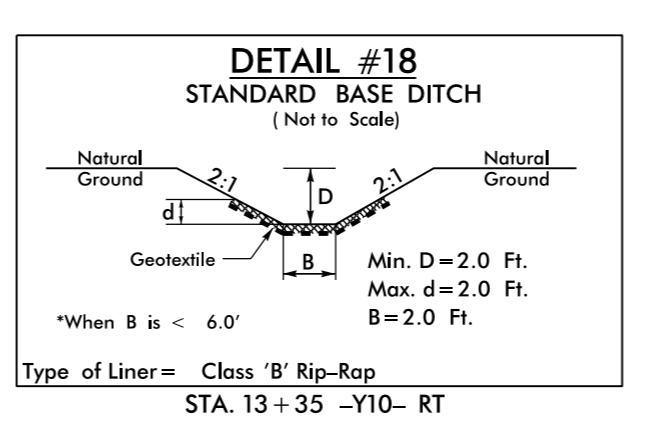 DETAIL #18
STANDARD BASE DITCH
( Not to Scale)
Natural
Ground
2:1
D
2:1
Natural
Ground
d
Geotextile
B
Min. D=2.0 Ft.
Max. d=2.0 Ft.
B=2.0 Ft.
*When B is < 6.0'
Type of Liner= Class 'B' Rip-Rap
STA. 13+35 -Y10- RT